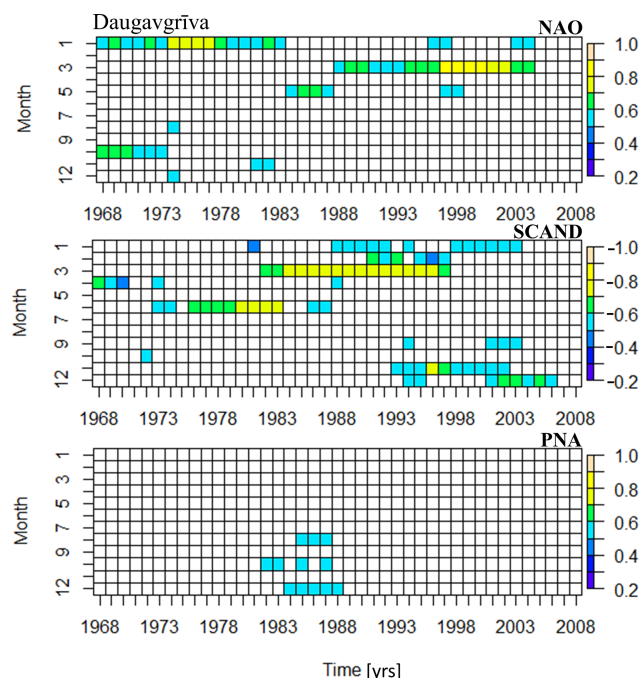 Daugavgrīva NAO
Month
1 3 5 7 9 12
0.2 0.4 0.6 0.8 1.0
1968 1973 1978 1983 1988 1993 1998 2003 2008
SCAND
Month
1 3 5 7 9 12
-0.2 -0.4 -0.6 -0.8 -1.0
1968 1973 1978 1983 1988 1993 1998 2003 2008
PNA
Month
1 3 5 7 9 12
0.2 0.4 0.6 0.8 1.0
1968 1973 1978 1983 1988 1993 1998 2003 2008
Time [yrs]